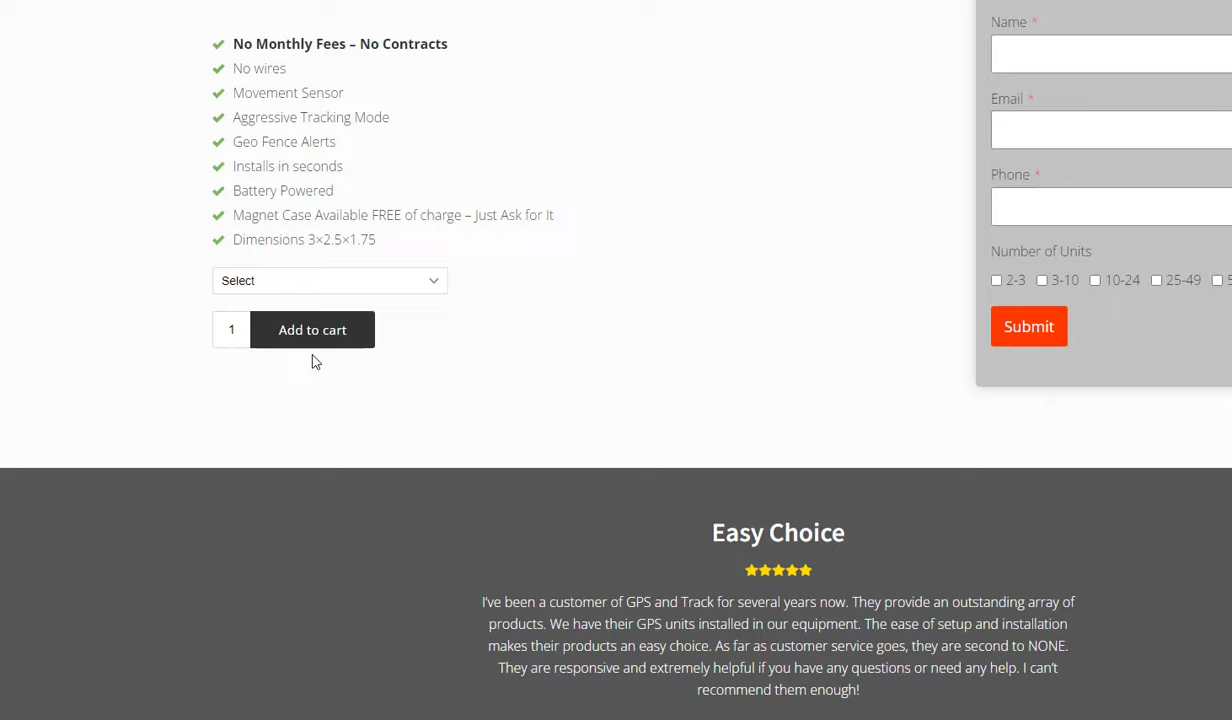 No Monthly Fees – No Contracts
No wires
Movement Sensor
Aggressive Tracking Mode
Geo Fence Alerts
Installs in seconds
Battery Powered
Magnet Case Available FREE of charge – Just Ask for It
Dimensions 3×2.5×1.75
Select
1
Add to cart
Name *
Email *
Phone *
Number of Units
2-3 3-10 10-24 25-49 5
Submit
Easy Choice
I've been a customer of GPS and Track for several years now. They provide an outstanding array of
products. We have their GPS units installed in our equipment. The ease of setup and installation
makes their products an easy choice. As far as customer service goes, they are second to NONE.
They are responsive and extremely helpful if you have any questions or need any help. I can't
recommend them enough!